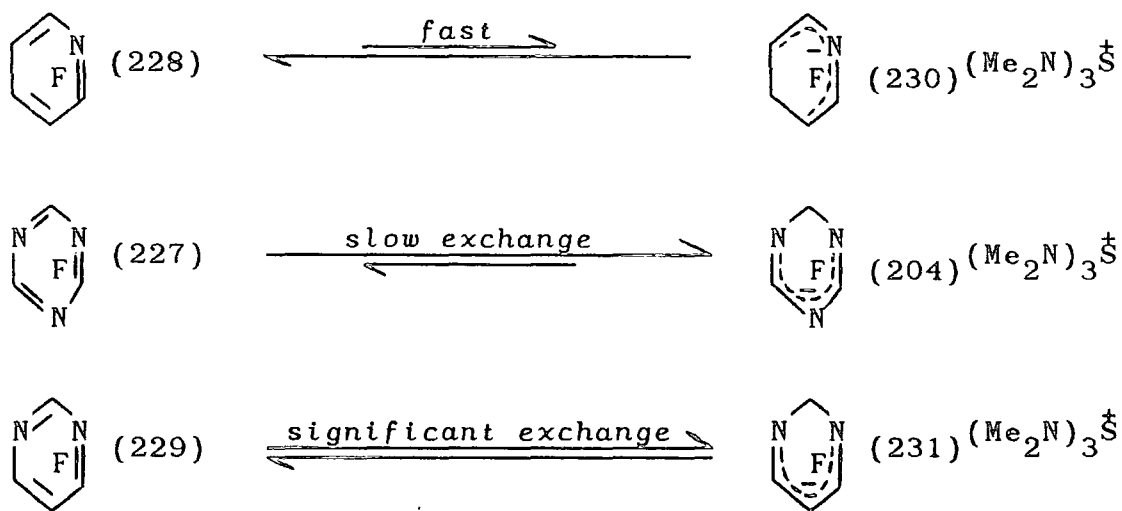 fast
N F (228) N F (230) (Me2N)3S+
slow exchange
N N F N (227) N N F N (204) (Me2N)3S+
significant exchange
N N F (229) N N F (231) (Me2N)3S+